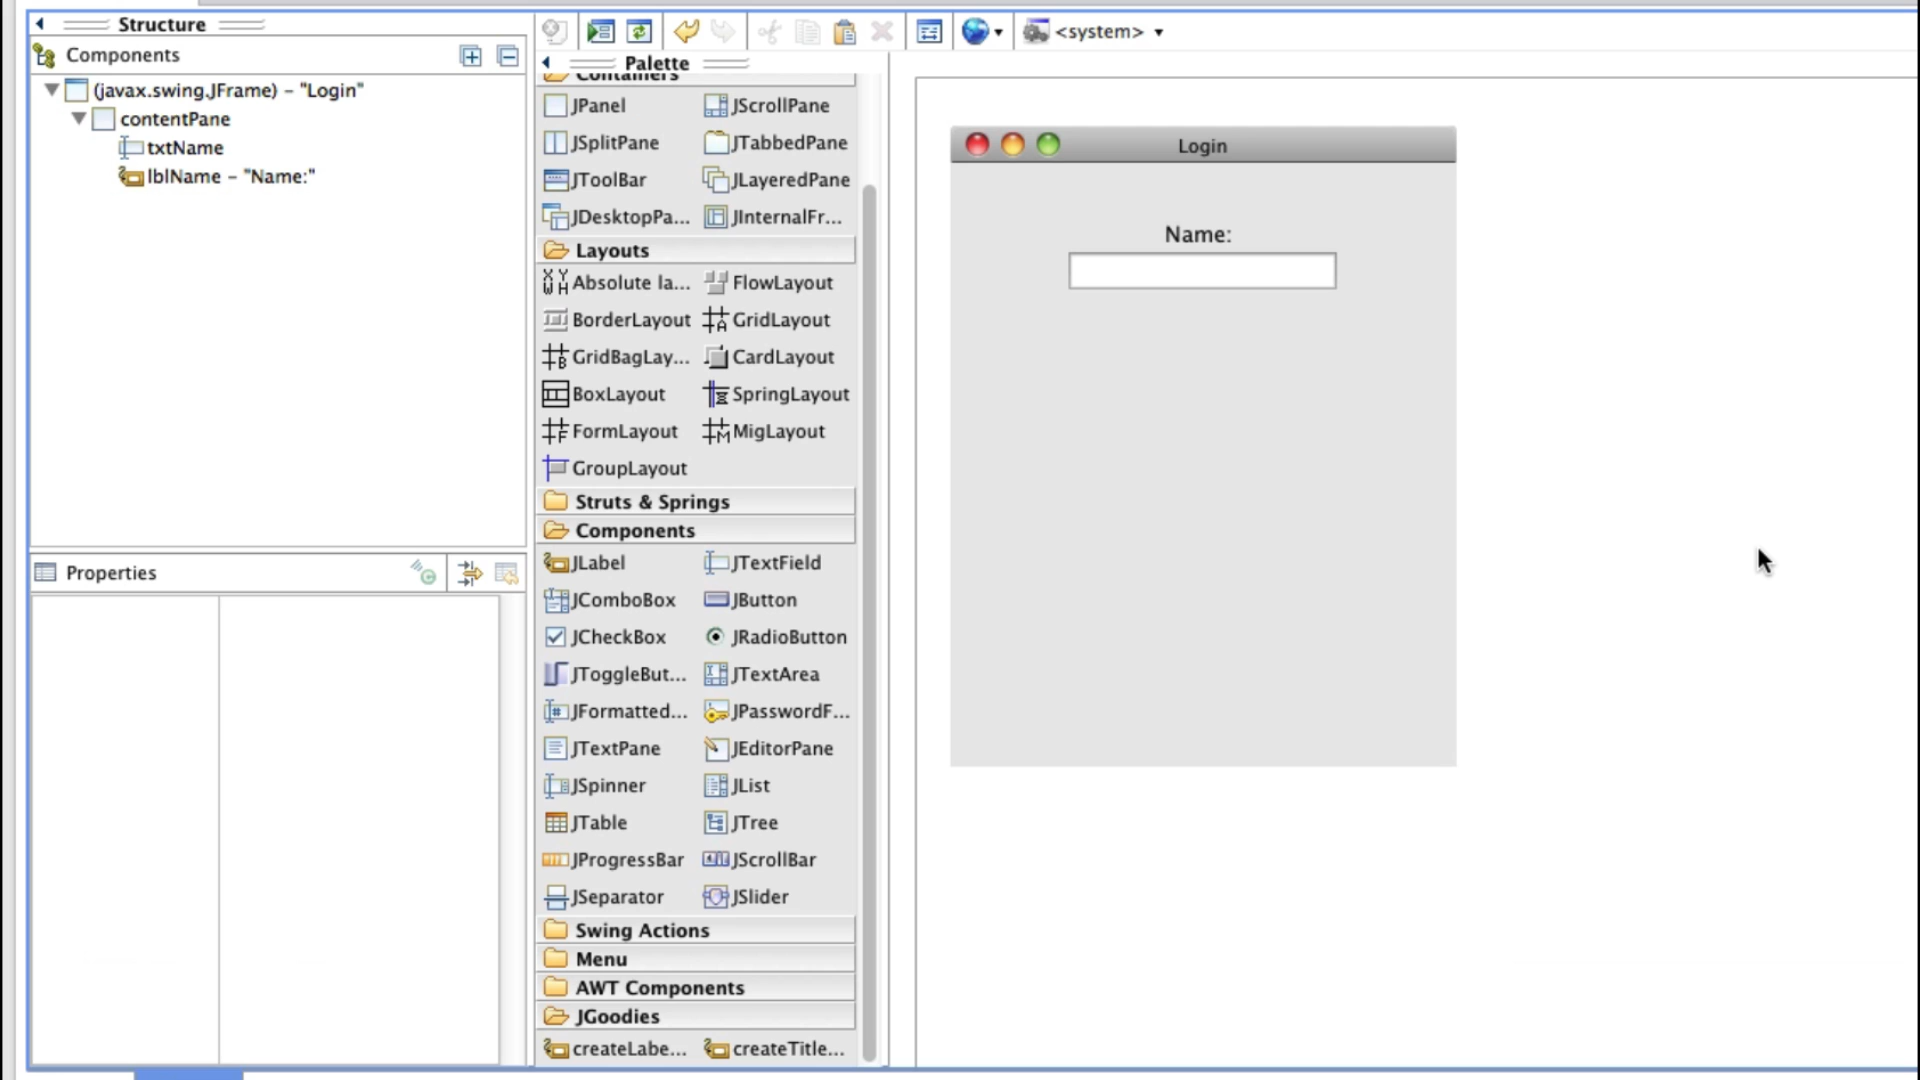 Structure
Components
(javax.swing.JFrame) – "Login"
contentPane
txtName
lblName – "Name:"
Properties
<system>
Palette
Containers
JPanel JScrollPane
JSplitPane JTabbedPane
JToolBar JLayeredPane
JDesktopPa... JInternalFr...
Layouts
Absolute la... FlowLayout
BorderLayout GridLayout
GridBagLay... CardLayout
BoxLayout SpringLayout
FormLayout MigLayout
GroupLayout
Struts & Springs
Components
JLabel JTextField
JComboBox JButton
JCheckBox JRadioButton
JToggleBut... JTextArea
JFormatted... JPasswordF...
JTextPane JEditorPane
JSpinner JList
JTable JTree
JProgressBar JScrollBar
JSeparator JSlider
Swing Actions
Menu
AWT Components
JGoodies
createLabe... createTitle...
Login
Name: